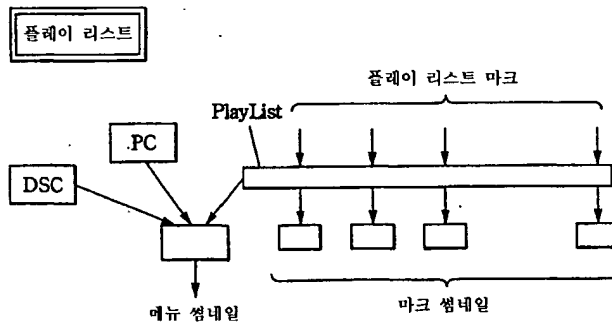 플레이 리스트
플레이 리스트 마크
PlayList
PC
DSC
메뉴 썸네일
마크 썸네일